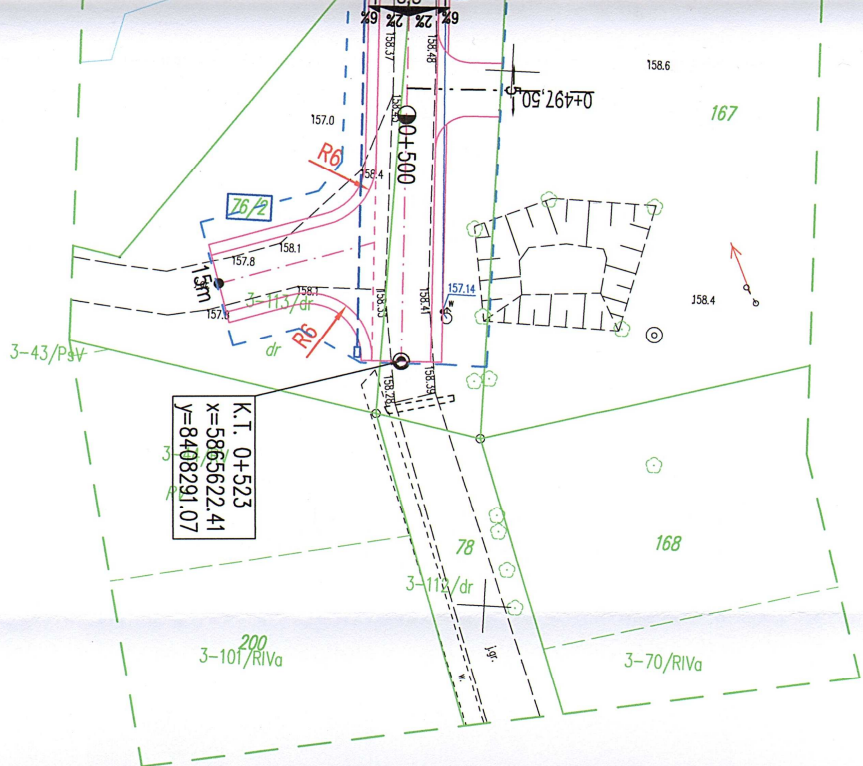 6%
2%
2%
6%
158.37
158.48
158.6
5
0+497,50
167
157.0
0+500
R6
158.4
76/2
157.8
158.1
15m
158.1
3-113/dr
157.14
w
158.4
158.33
158.41
R6
dr
3-43/PsV
158.28
158.39
K.T. 0+523
x=5865622.41
y=8408291.07
78
168
3-112/dr
200
3-101/RIVa
j.gr.
3-70/RIVa
w.